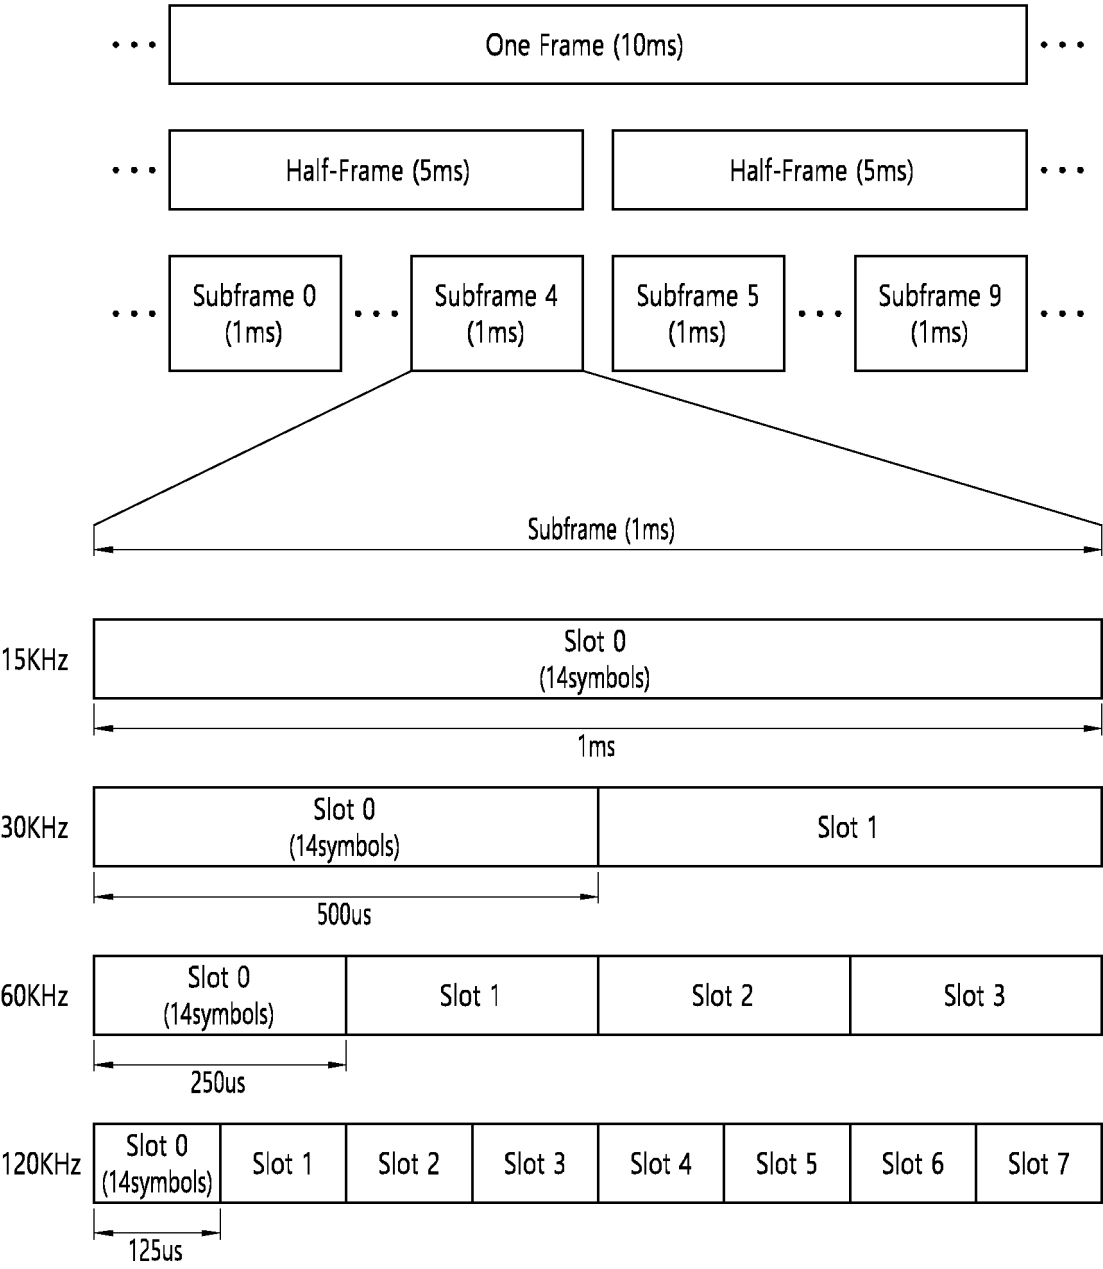 ... One Frame (10ms) ...
... Half-Frame (5ms) Half-Frame (5ms) ...
... Subframe 0 ... Subframe 4 Subframe 5 ... Subframe 9 ...
(1ms) (1ms) (1ms) (1ms)
Subframe (1ms)
15KHz Slot 0
(14symbols)
1ms
30KHz Slot 0 Slot 1
(14symbols)
500us
60KHz Slot 0 Slot 1 Slot 2 Slot 3
(14symbols)
250us
120KHz Slot 0 Slot 1 Slot 2 Slot 3 Slot 4 Slot 5 Slot 6 Slot 7
(14symbols)
125us